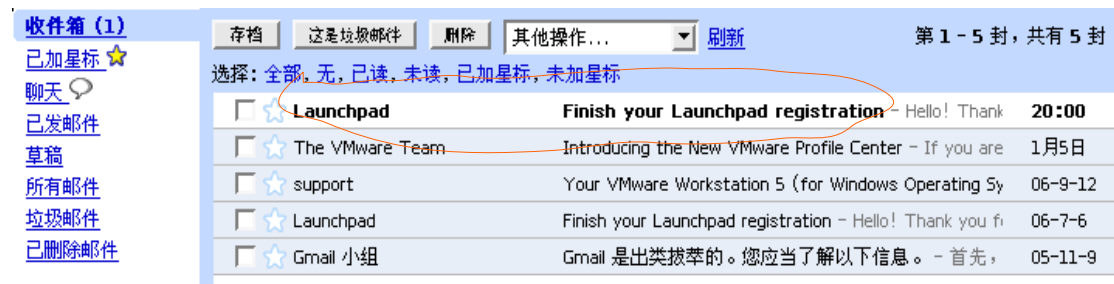 收件箱 (1)
已加星标
聊天
已发邮件
草稿
所有邮件
垃圾邮件
已删除邮件
存档 这是垃圾邮件 删除 其他操作... 刷新 第 1 - 5 封，共有 5 封
选择: 全部, 无, 已读, 未读, 已加星标, 未加星标
Launchpad Finish your Launchpad registration - Hello! Thank 20:00
The VMware Team Introducing the New VMware Profile Center - If you are 1月5日
support Your VMware Workstation 5 (for Windows Operating Sy 06-9-12
Launchpad Finish your Launchpad registration - Hello! Thank you f 06-7-6
Gmail 小组 Gmail 是出类拔萃的。您应当了解以下信息。 - 首先， 05-11-9